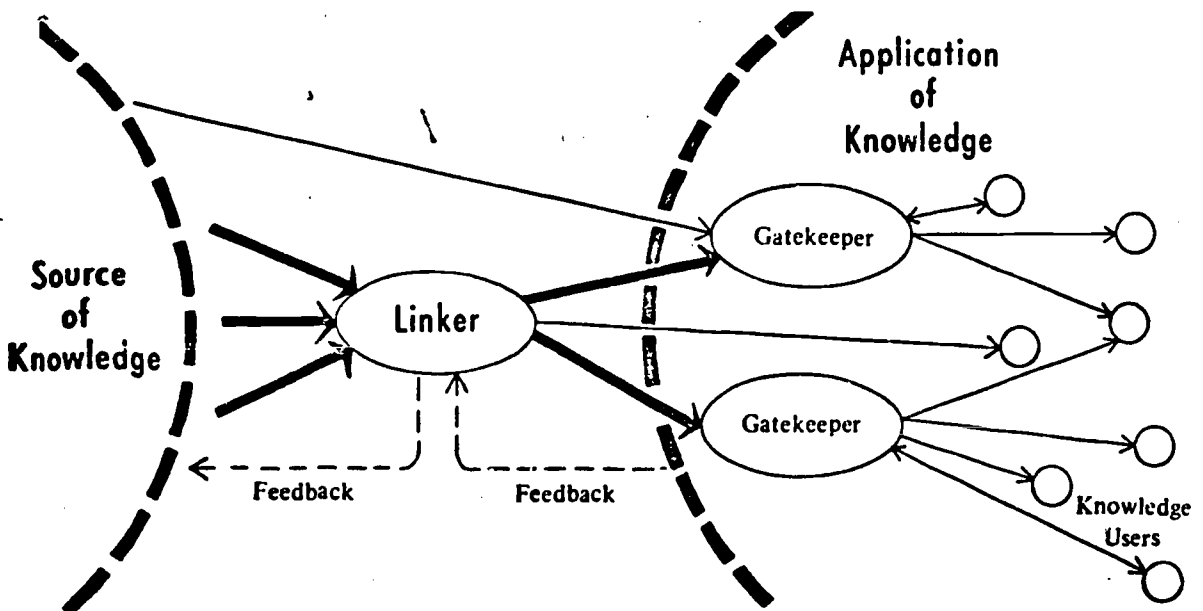 Application
of
Knowledge
Gatekeeper
Source
of
Knowledge
Linker
Gatekeeper
Feedback
Feedback
Knowledge
Users